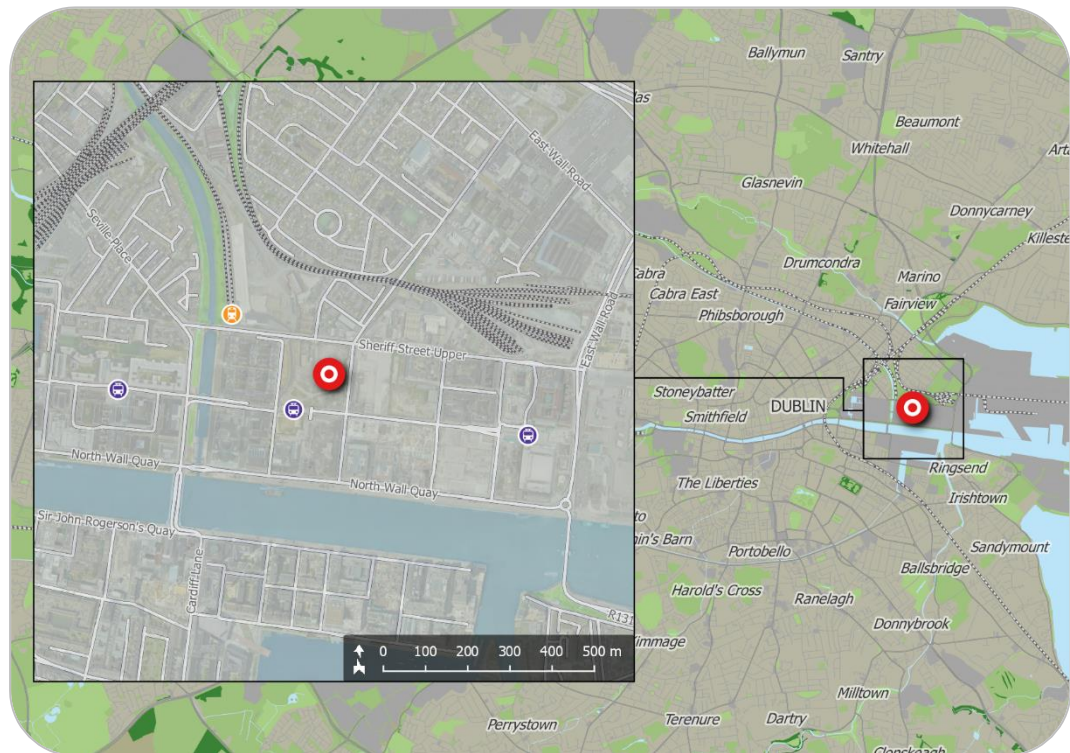 Ballymun
Santry
Beaumont
Whitehall
Glasnevin
Donnycarney
Drumcondra
Marino
Cabra East
Fairview
Phibsborough
Stoneybatter
DUBLIN
Smithfield
Ringsend
The Liberties
Irishtown
Sandymount
Portobello
Ballsbridge
Harold's Cross
Ranelagh
Donnybrook
Milltown
Perrystown
Terenure
Dartry
East Wall Road
Seville Place
East Wall Road
Sheriff Street Upper
North Wall Quay
North Wall Quay
Sir John Rogerson's Quay
Cardiff Lane
R131
0 100 200 300 400 500 m